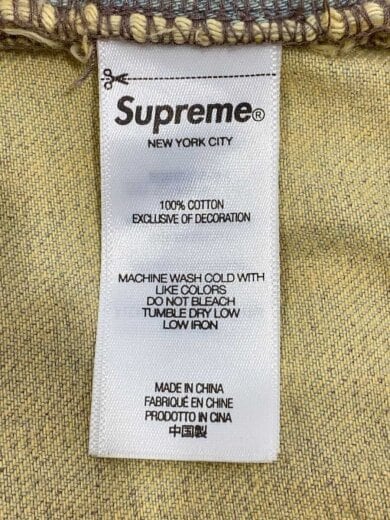 Supreme®
NEW YORK CITY
100% COTTON
EXCLUSIVE OF DECORATION
MACHINE WASH COLD WITH
LIKE COLORS
DO NOT BLEACH
TUMBLE DRY LOW
LOW IRON
MADE IN CHINA
FABRIQUÉ EN CHINE
PRODOTTO IN CINA
中国製